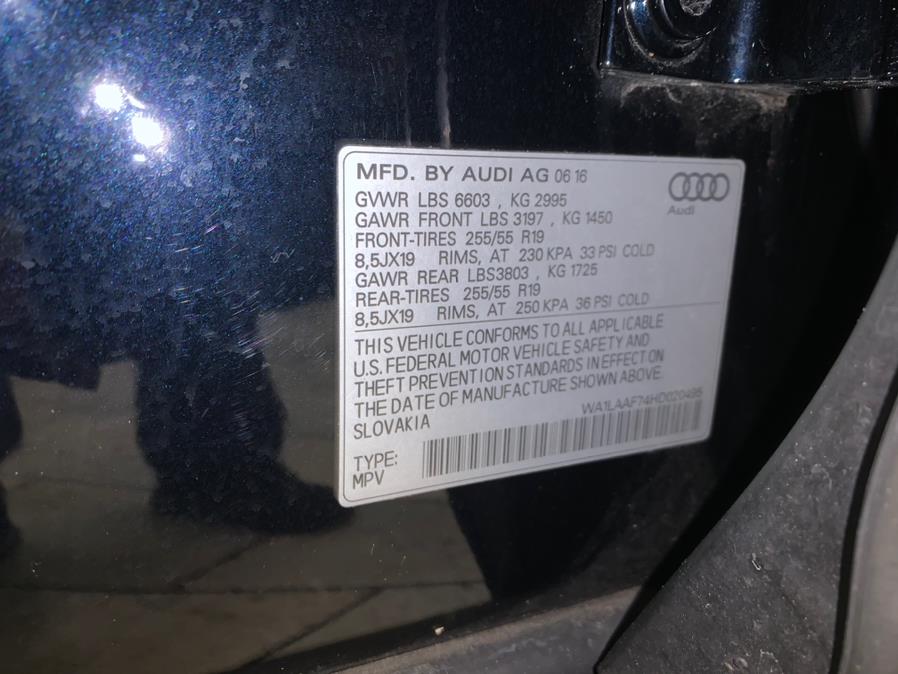 MFD. BY AUDI AG 06 16
Audi
GVWR LBS 6603 , KG 2995
GAWR FRONT LBS 3197 , KG 1450
FRONT-TIRES 255/55 R19
8,5JX19 RIMS, AT 230 KPA 33 PSI COLD
GAWR REAR LBS3803 , KG 1725
REAR-TIRES 255/55 R19
8,5JX19 RIMS, AT 250 KPA 36 PSI COLD
THIS VEHICLE CONFORMS TO ALL APPLICABLE
U.S. FEDERAL MOTOR VEHICLE SAFETY AND
THEFT PREVENTION STANDARDS IN EFFECT ON
THE DATE OF MANUFACTURE SHOWN ABOVE.
SLOVAKIA
WA1LAAF74HD020495
TYPE:
MPV